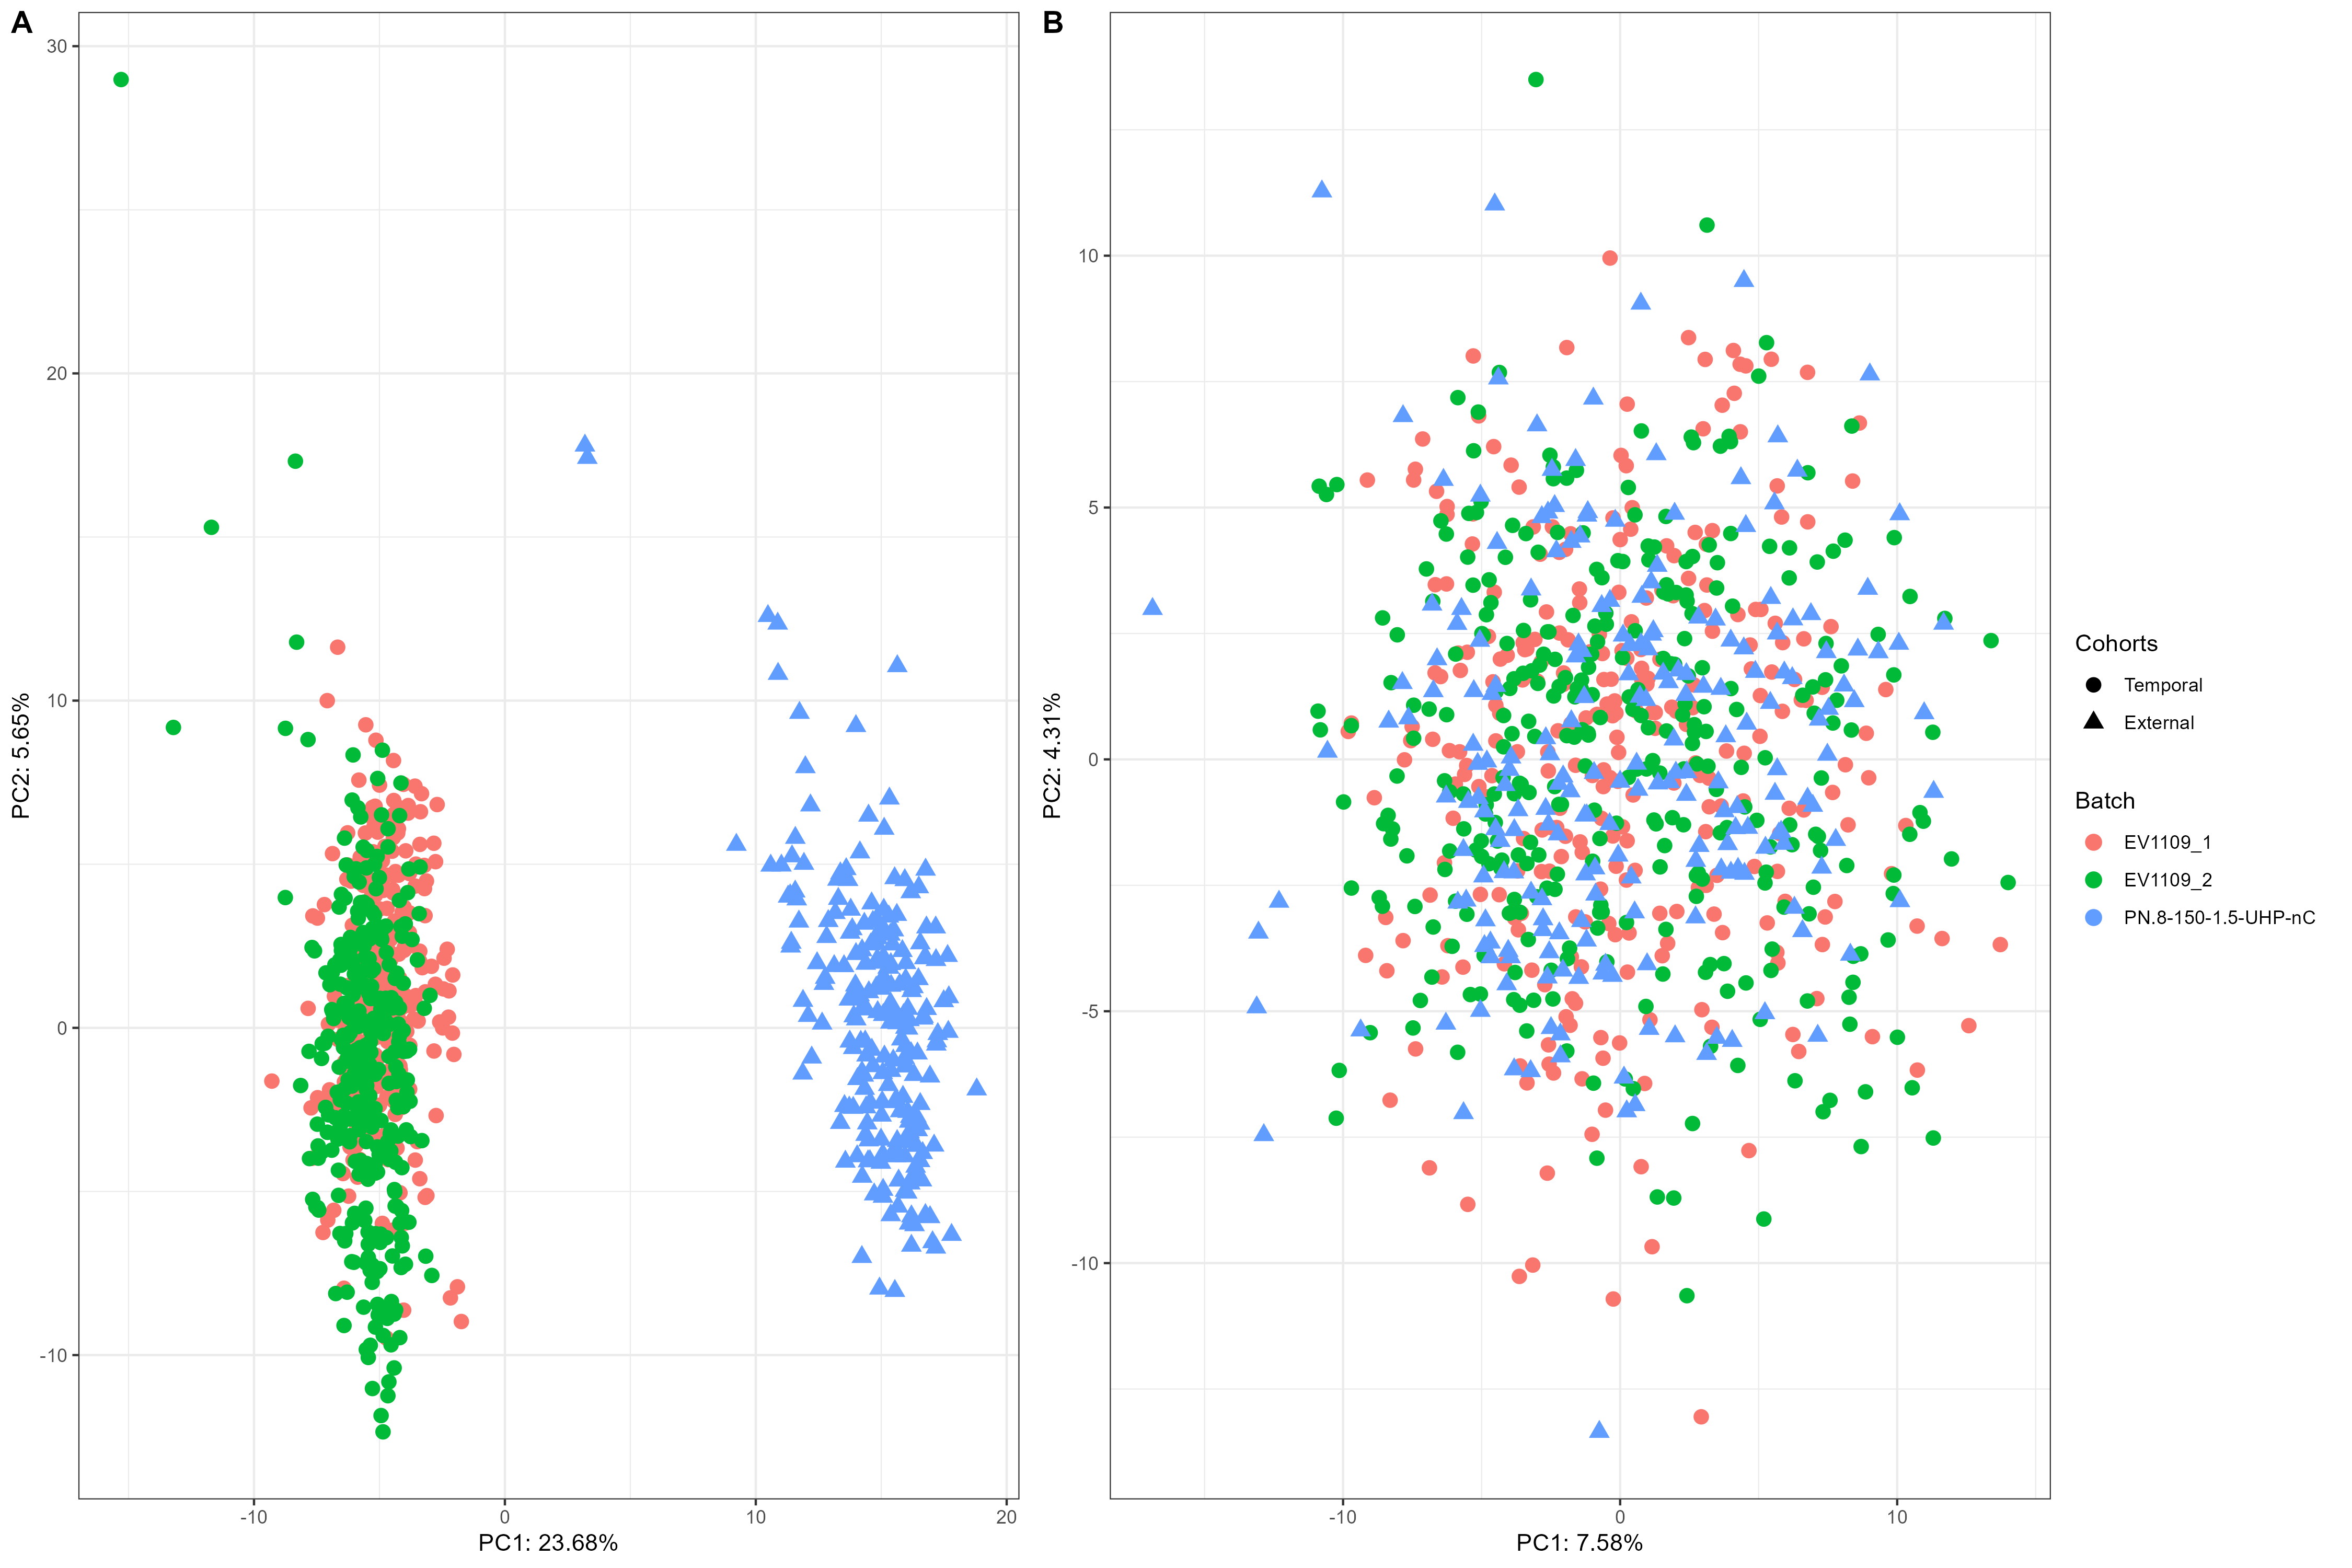 A
30
20
10
0
-10
PC2: 5.65%
-10
0
10
20
PC1: 23.68%
B
10
5
0
-5
-10
PC2: 4.31%
-10
0
10
PC1: 7.58%
Cohorts
Temporal
External
Batch
EV1109_1
EV1109_2
PN.8-150-1.5-UHP-nC